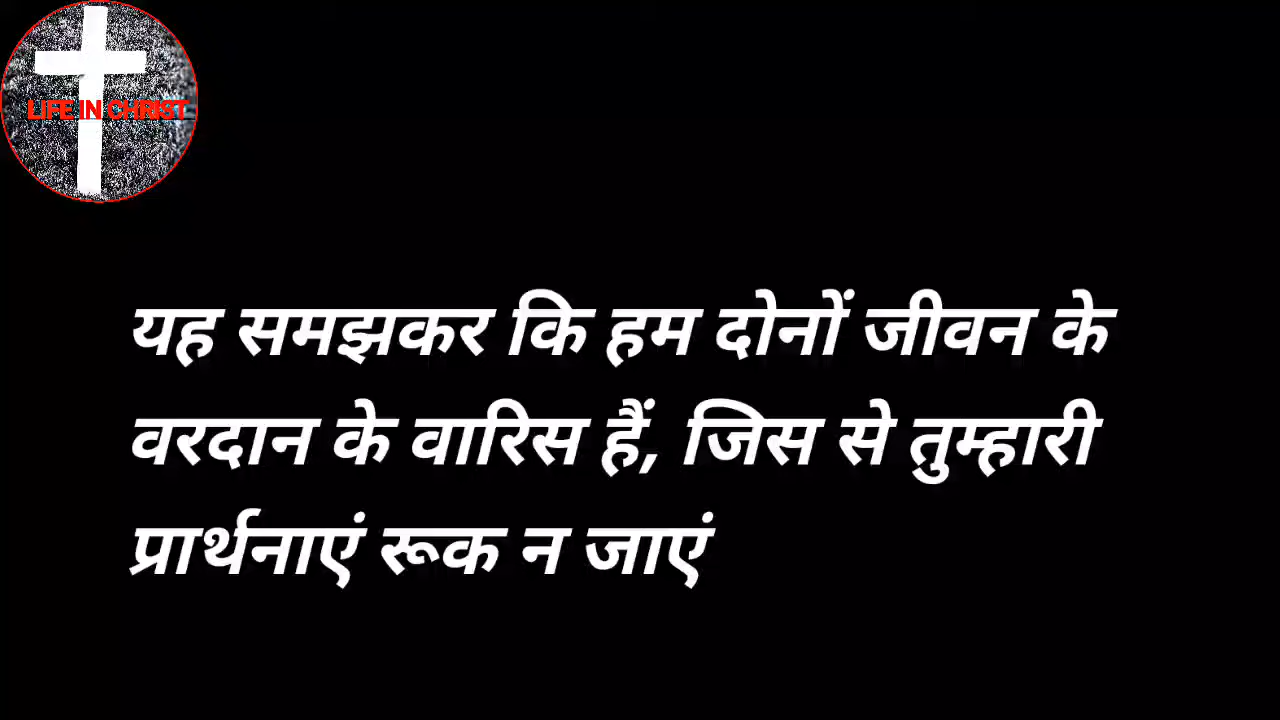 LIFE IN CHRIST
यह समझकर कि हम दोनों जीवन के
वरदान के वारिस हैं, जिस से तुम्हारी
प्रार्थनाएं रूक न जाएं